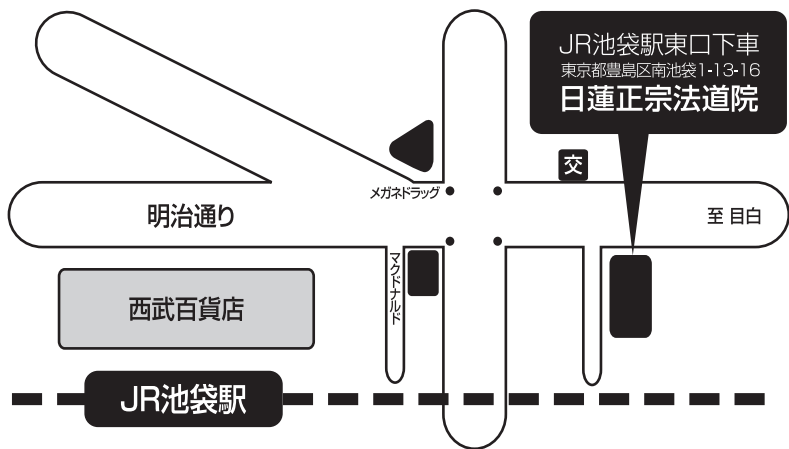 JR池袋駅東口下車
東京都豊島区南池袋1-13-16
日蓮正宗法道院
交
メガネドラッグ
明治通り
至 目白
マクドナルド
西武百貨店
JR池袋駅